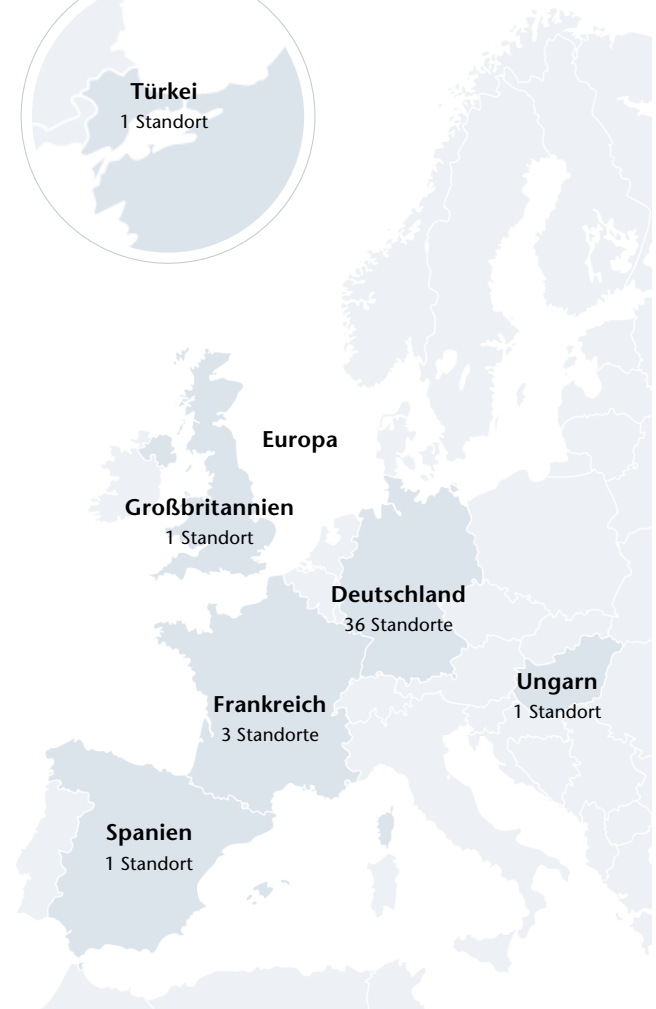 Türkei
1 Standort
Europa
Großbritannien
1 Standort
Deutschland
36 Standorte
Ungarn
1 Standort
Frankreich
3 Standorte
Spanien
1 Standort